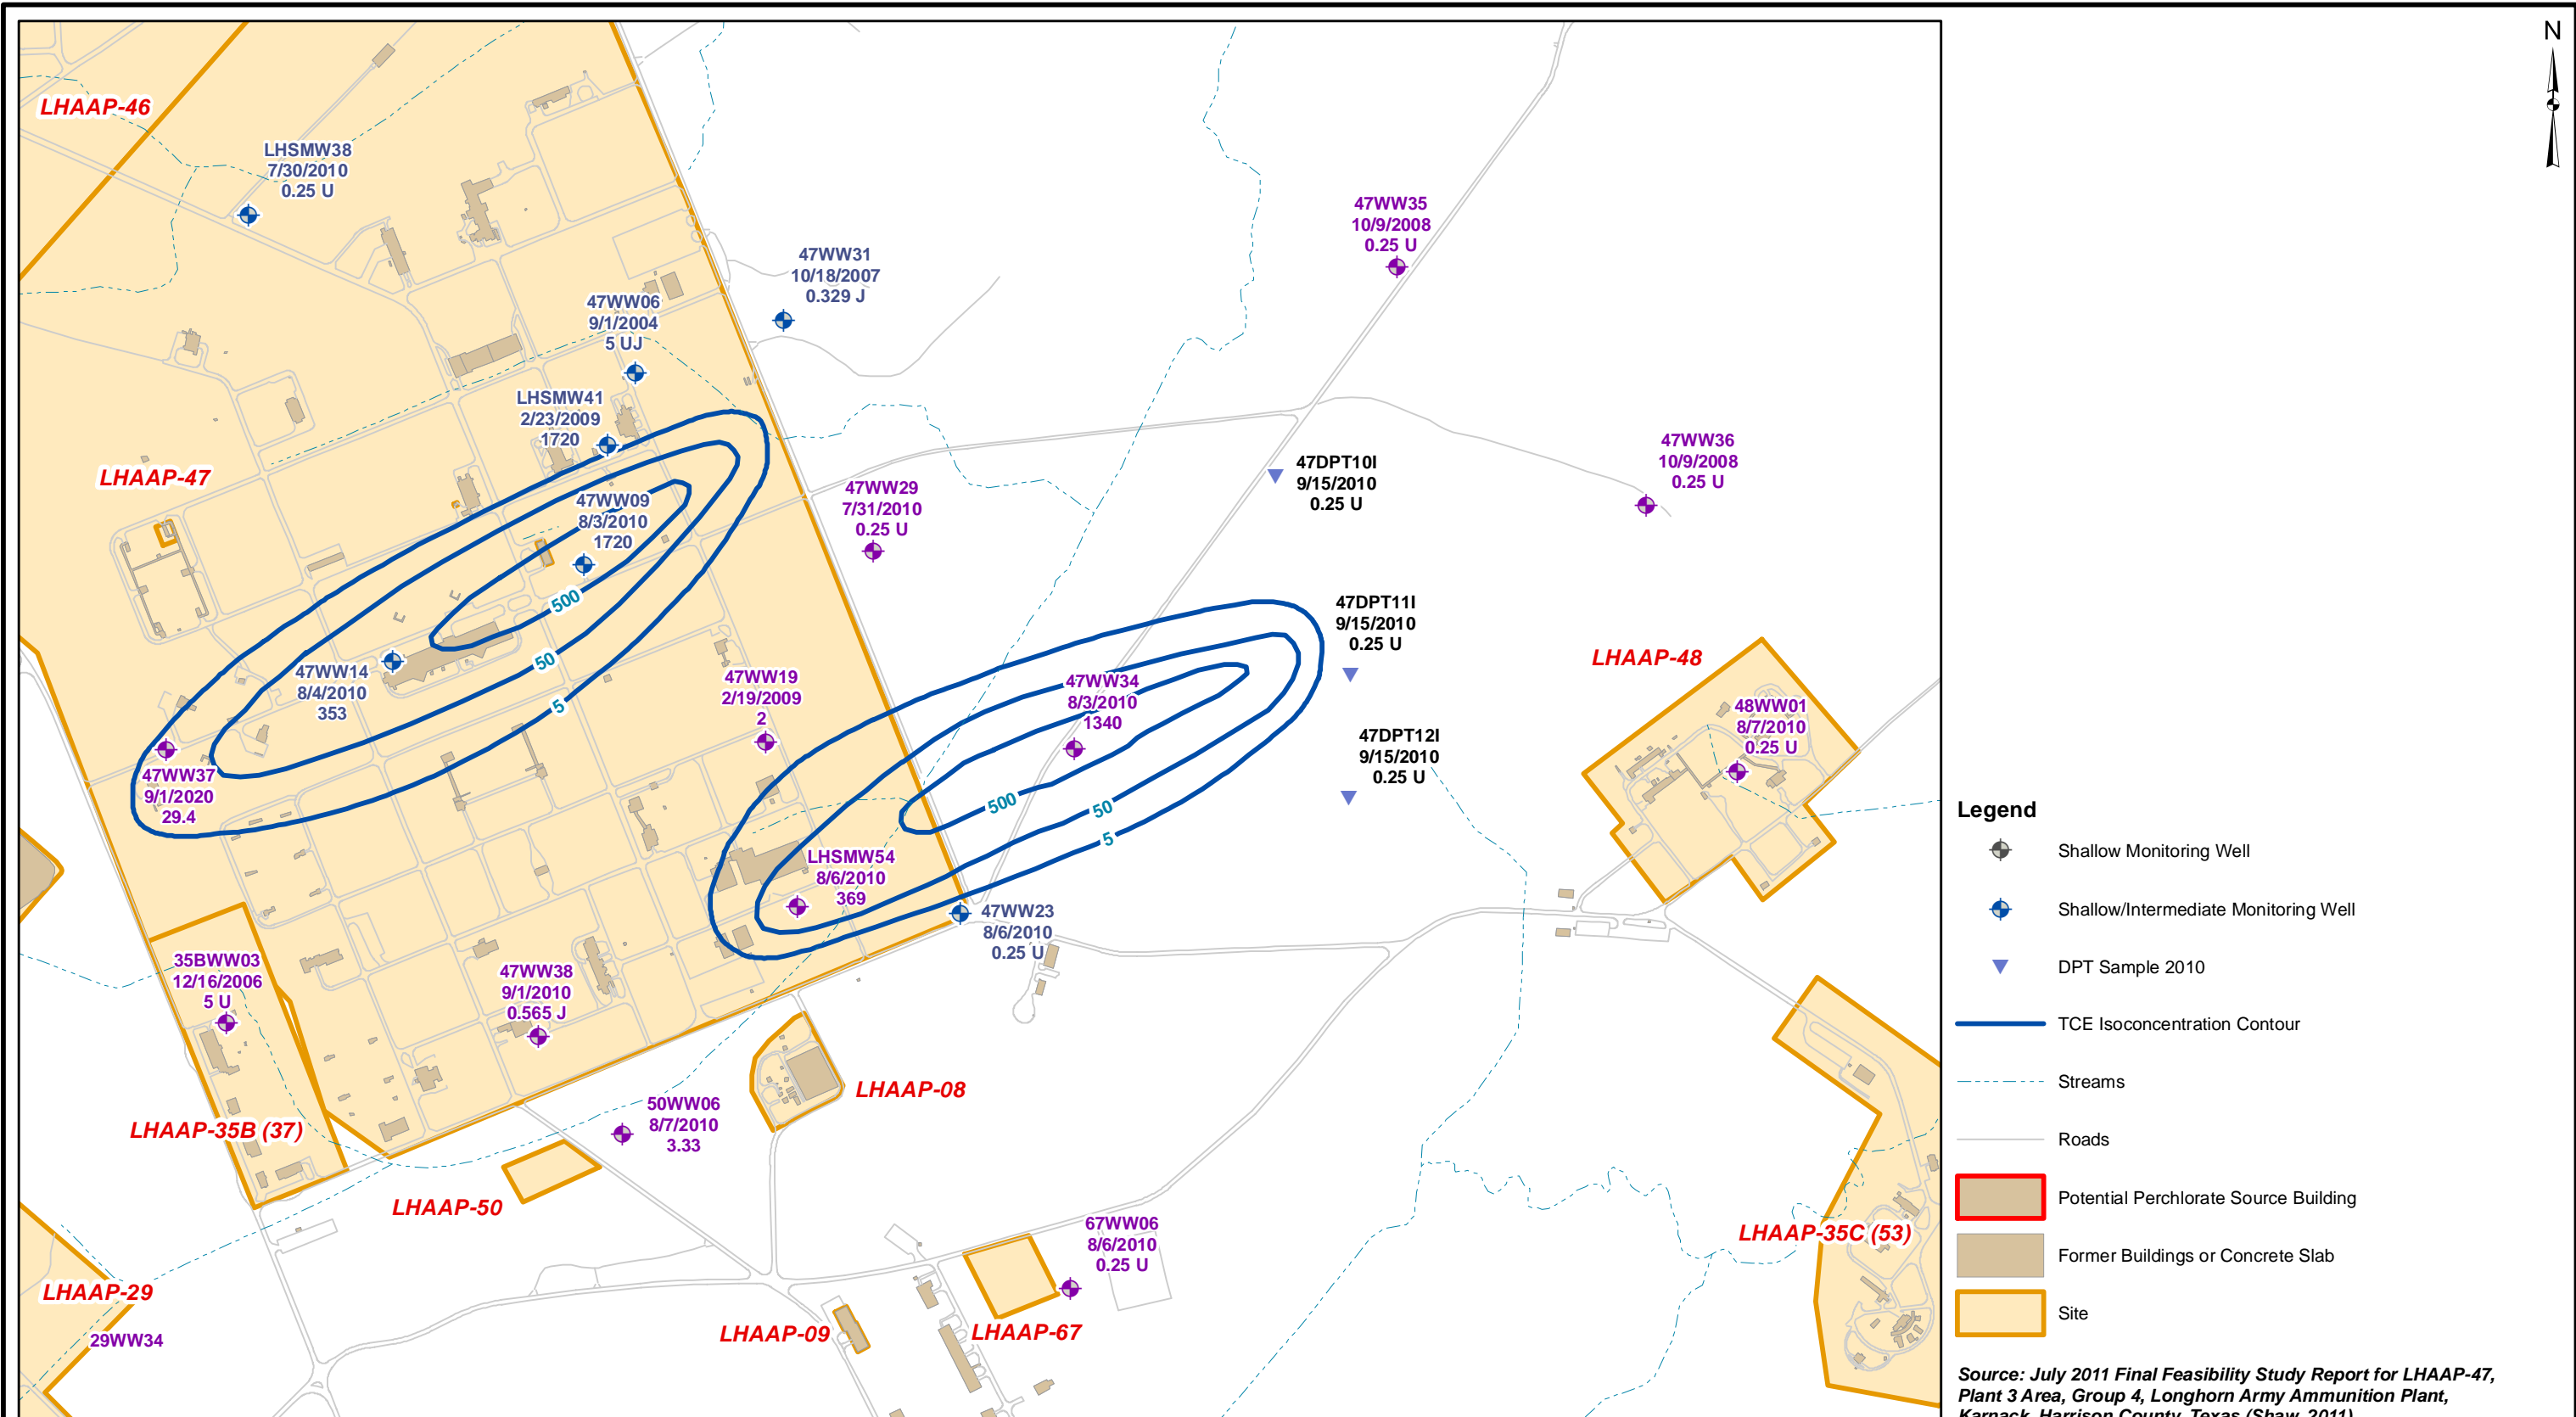 N
LHAAP-46
LHSMW38
7/30/2010
0.25 U
47WW35
10/9/2008
0.25 U
47WW31
10/18/2007
0.329 J
47WW06
9/1/2004
5 UJ
LHSMW41
2/23/2009
1720
LHAAP-47
47WW09
8/3/2010
1720
47WW29
7/31/2010
0.25 U
47DPT10I
9/15/2010
0.25 U
47WW36
10/9/2008
0.25 U
500
50
5
47WW14
8/4/2010
353
47WW37
9/1/2020
29.4
47WW19
2/19/2009
2
47WW34
8/3/2010
1340
47DPT11I
9/15/2010
0.25 U
47DPT12I
9/15/2010
0.25 U
LHAAP-48
48WW01
8/7/2010
0.25 U
500
50
5
LHSMW54
8/6/2010
369
47WW23
8/6/2010
0.25 U
35BWW03
12/16/2006
5 U
47WW38
9/1/2010
0.565 J
LHAAP-35B (37)
50WW06
8/7/2010
3.33
LHAAP-08
LHAAP-50
67WW06
8/6/2010
0.25 U
LHAAP-35C (53)
LHAAP-29
29WW34
LHAAP-09
LHAAP-67
Legend
Shallow Monitoring Well
Shallow/Intermediate Monitoring Well
DPT Sample 2010
TCE Isoconcentration Contour
Streams
Roads
Potential Perchlorate Source Building
Former Buildings or Concrete Slab
Site
Source: July 2011 Final Feasibility Study Report for LHAAP-47,
Plant 3 Area, Group 4, Longhorn Army Ammunition Plant,
Karnack, Harrison County, Texas (Shaw, 2011)